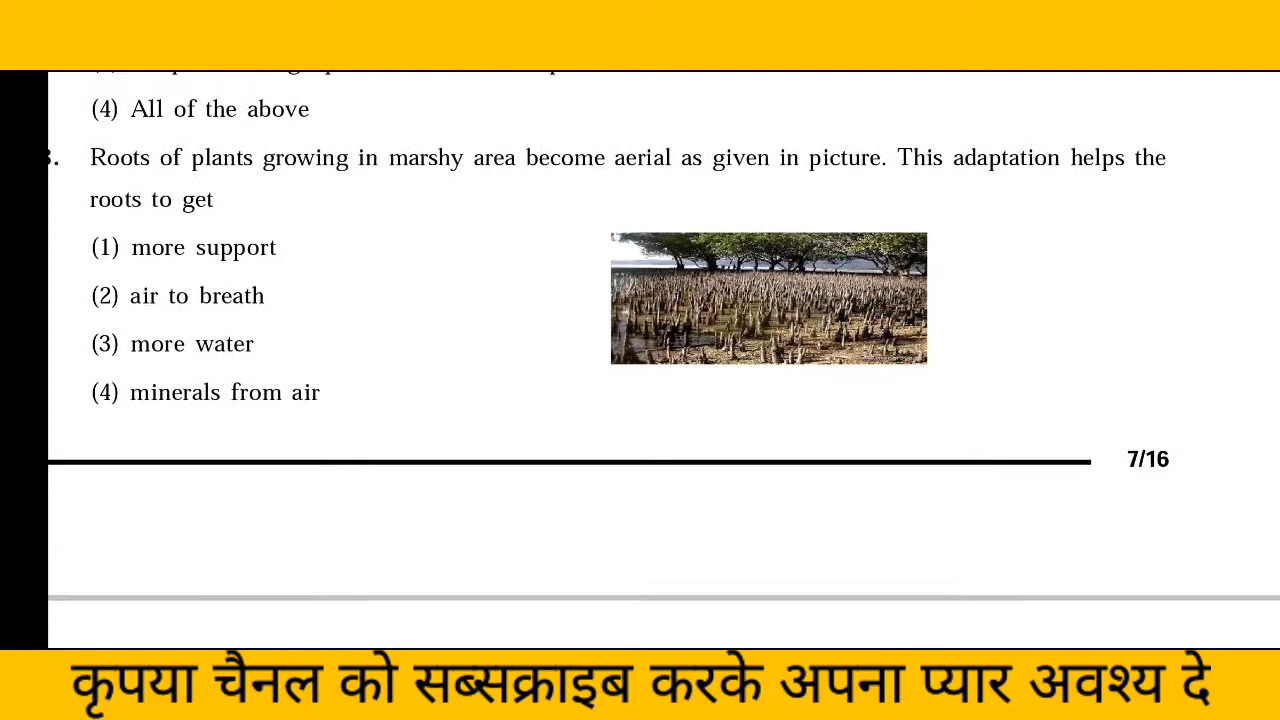 (4) All of the above
3. Roots of plants growing in marshy area become aerial as given in picture. This adaptation helps the
roots to get
(1) more support
(2) air to breath
(3) more water
(4) minerals from air
7/16
कृपया चैनल को सब्सक्राइब करके अपना प्यार अवश्य दे